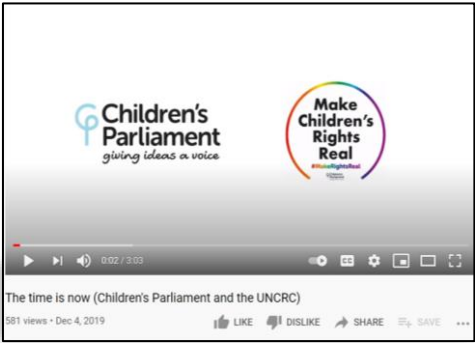 Children's
Parliament
giving ideas a voice
Make
Children's
Rights
Real
#MakeRightsReal
0:02 / 3:03
CC
The time is now (Children's Parliament and the UNCRC)
581 views • Dec 4, 2019
LIKE
DISLIKE
SHARE
SAVE